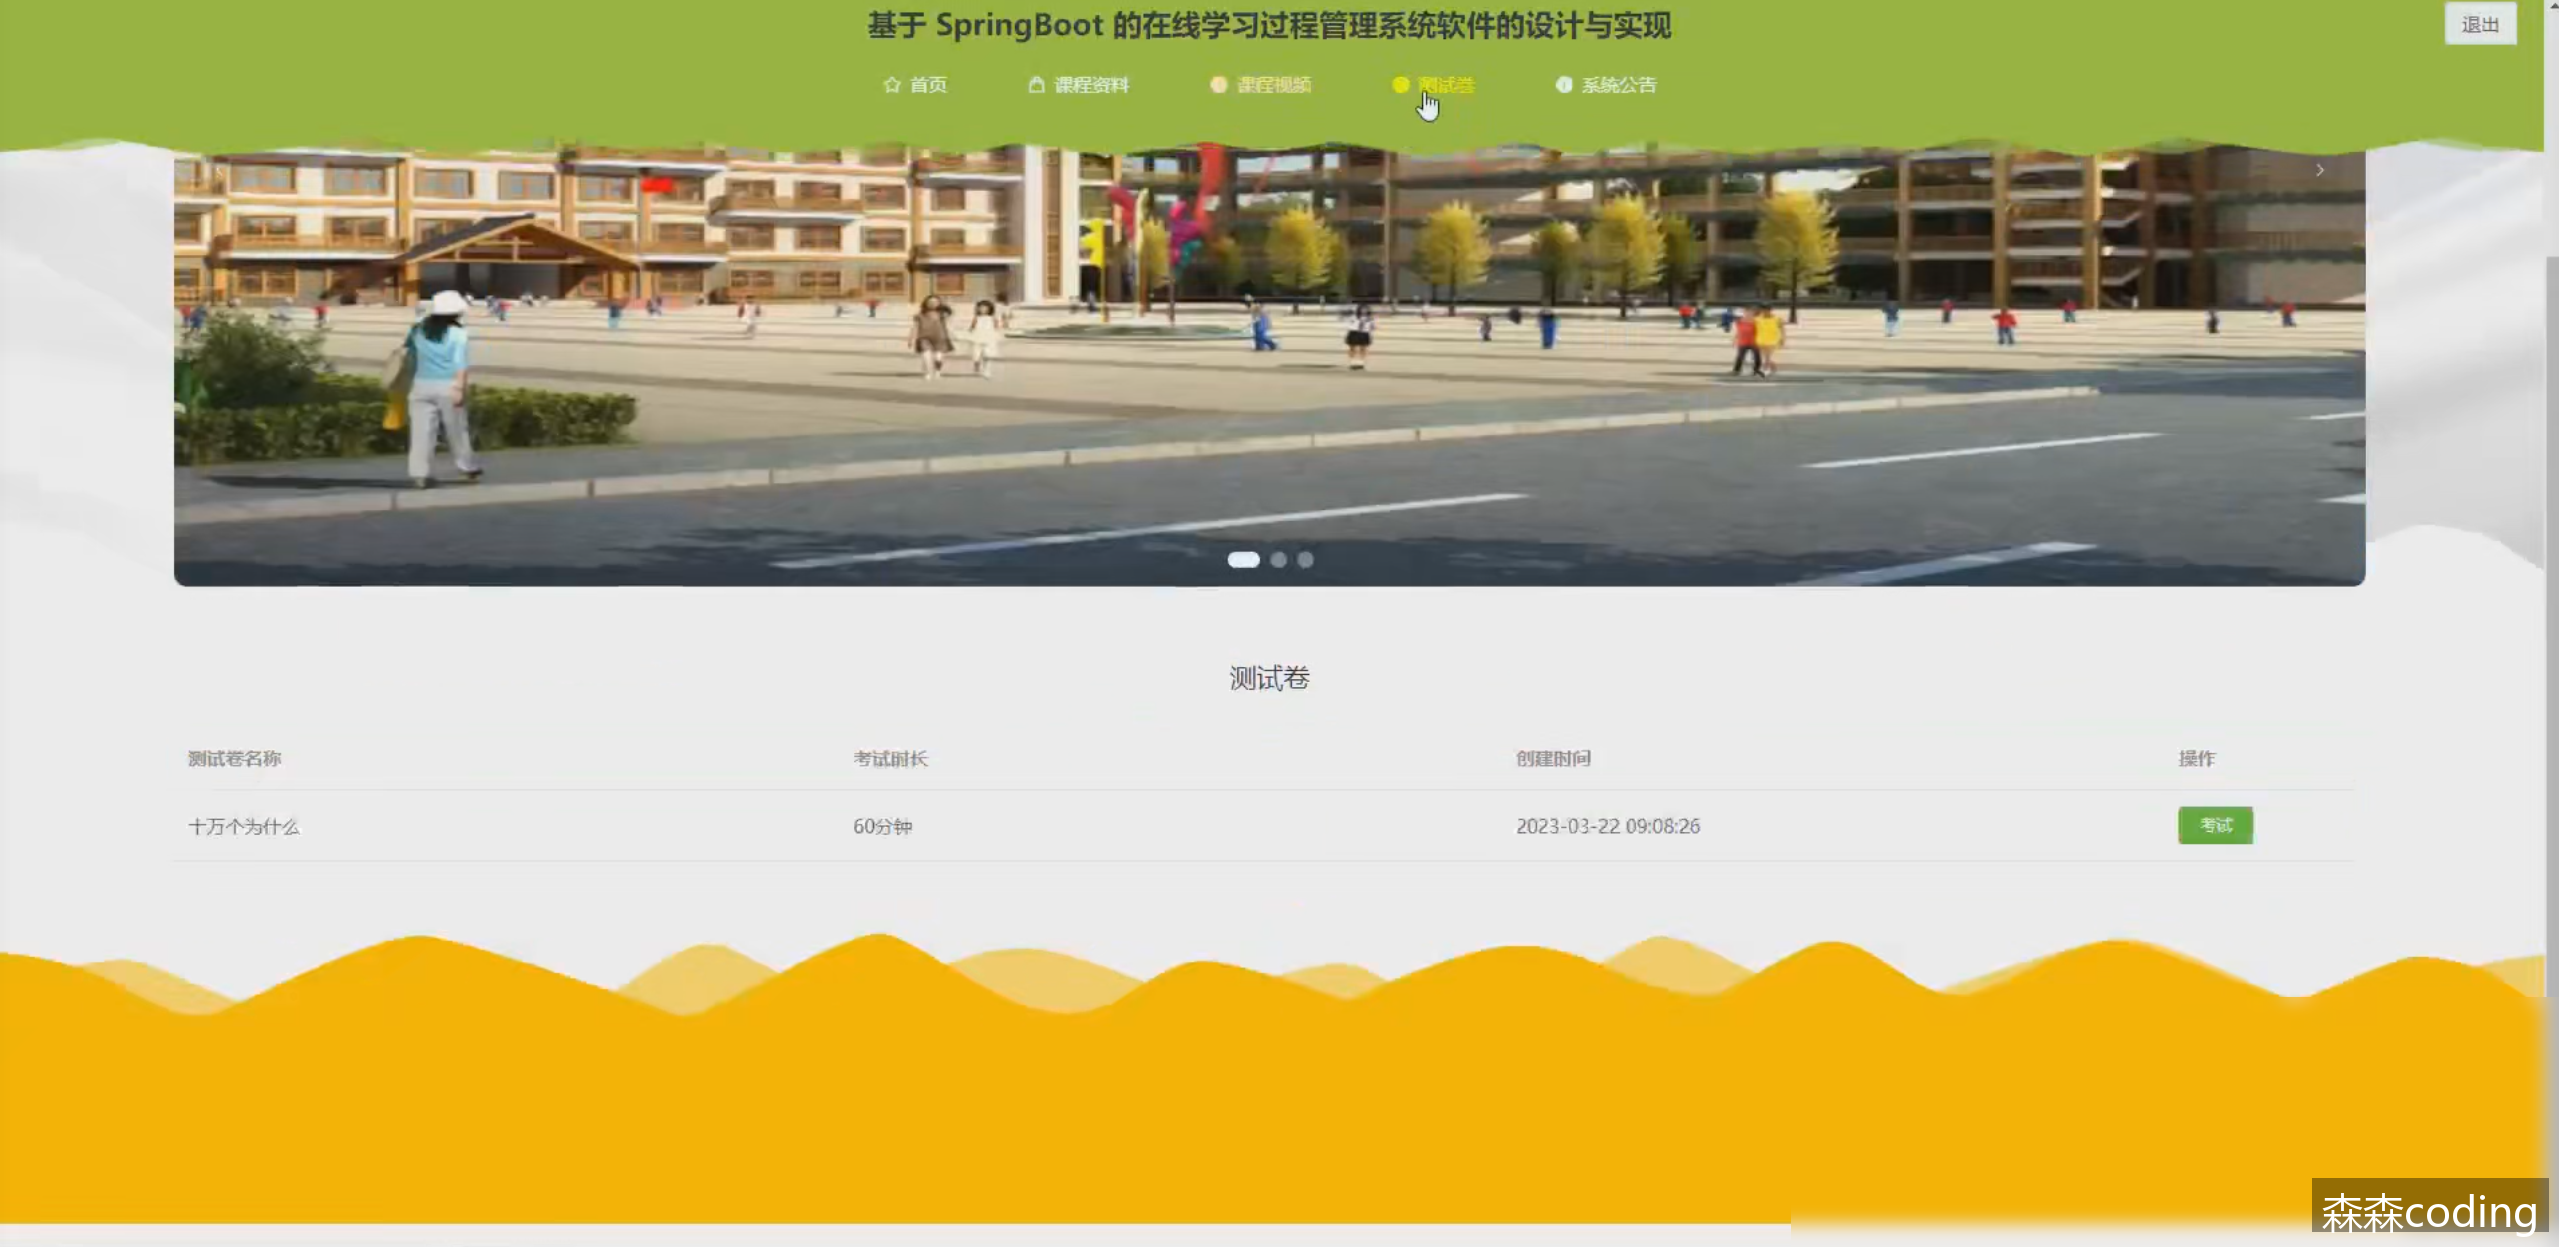 基于 SpringBoot 的在线学习过程管理系统软件的设计与实现
退出
首页
课程资料
课程视频
测试卷
系统公告
测试卷
测试卷名称 考试时长 创建时间 操作
十万个为什么 60分钟 2023-03-22 09:08:26 考试
森森coding